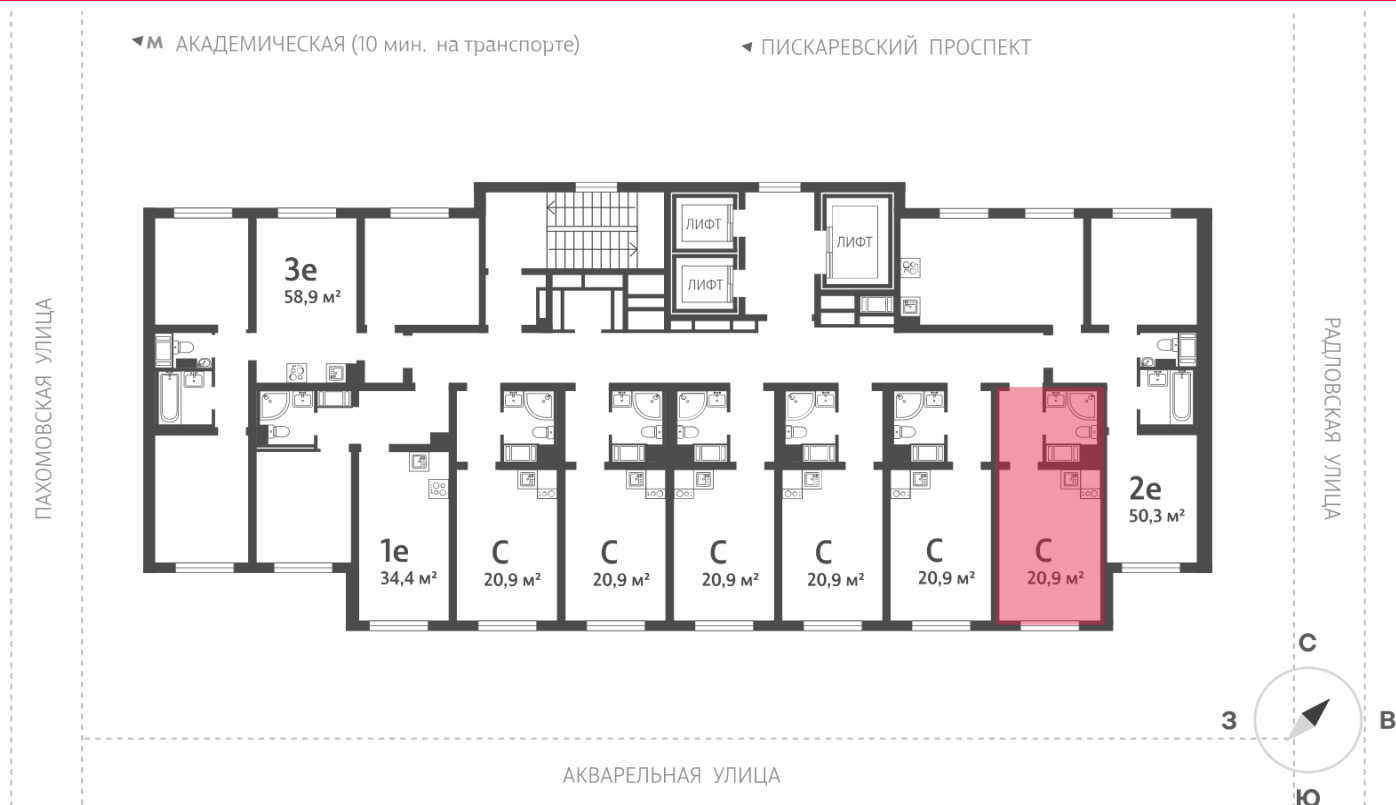 М АКАДЕМИЧЕСКАЯ (10 мин. на транспорте)
ПИСКАРЕВСКИЙ ПРОСПЕКТ
ЛИФТ
ЛИФТ
ЛИФТ
3е
58,9 м²
ПАХОМОВСКАЯ УЛИЦА
РАДЛОВСКАЯ УЛИЦА
2е
50,3 м²
1е
34,4 м²
С
20,9 м²
С
20,9 м²
С
20,9 м²
С
20,9 м²
С
20,9 м²
С
20,9 м²
С
З
В
Ю
АКВАРЕЛЬНАЯ УЛИЦА